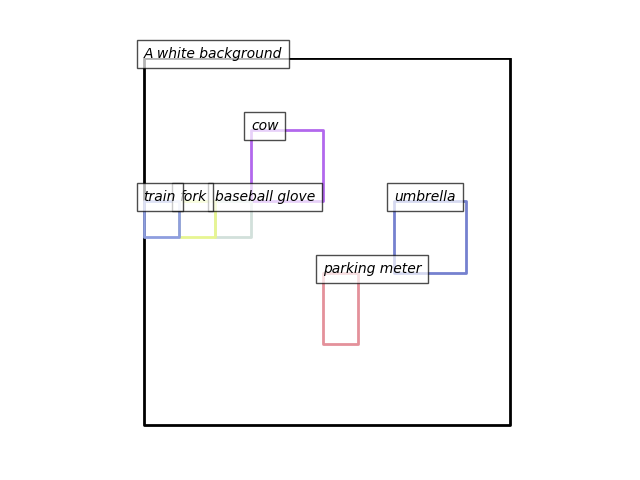 A white background
cow
train
fork
baseball glove
umbrella
parking meter